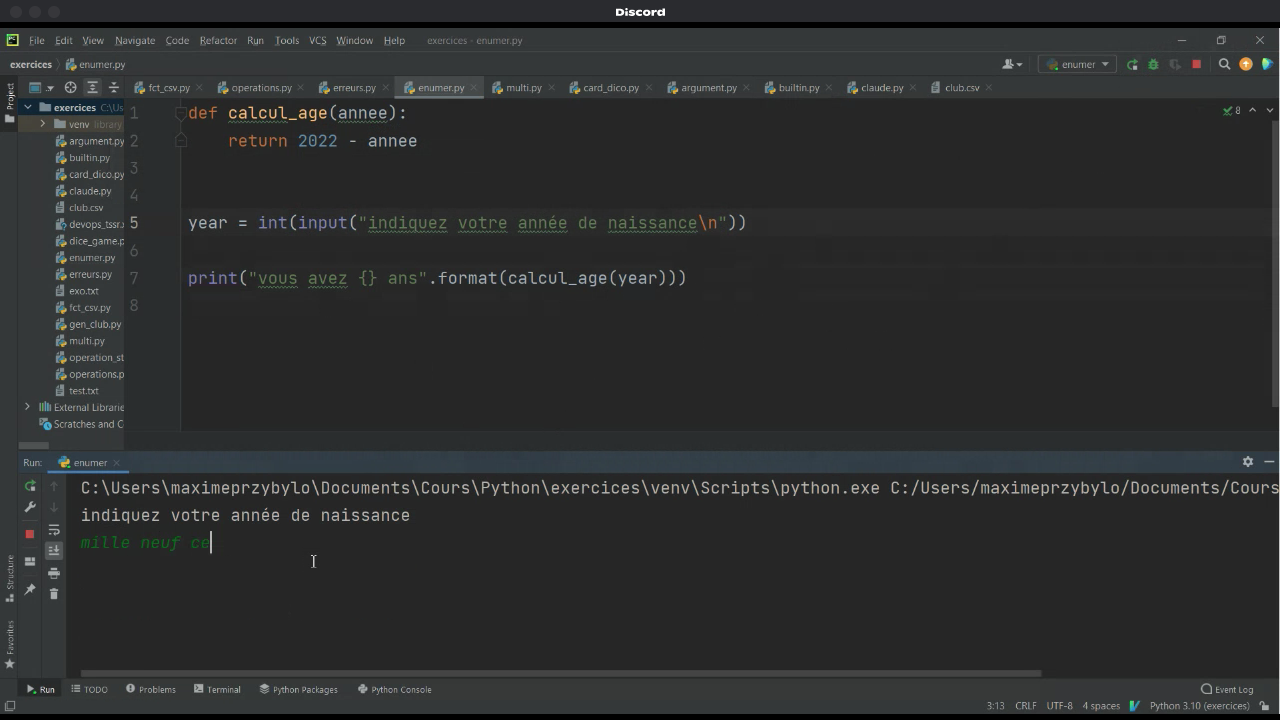 Discord
File Edit View Navigate Code Refactor Run Tools VCS Window Help exercices - enumer.py
exercices enumer.py enumer
Project
fct_csv.py operations.py erreurs.py enumer.py multi.py card_dico.py argument.py builtin.py claude.py club.csv
exercices C:\Us
venv library
argument.py
builtin.py
card_dico.py
claude.py
club.csv
devops_tssr.
dice_game.p
enumer.py
erreurs.py
exo.txt
fct_csv.py
gen_club.py
multi.py
operation_st
operations.p
test.txt
External Librarie
Scratches and C
8
1 def calcul_age(annee):
2 return 2022 - annee
3
4
5 year = int(input("indiquez votre année de naissance\n"))
6
7 print("vous avez {} ans".format(calcul_age(year)))
8
Run: enumer
C:\Users\maximeprzybylo\Documents\Cours\Python\exercices\venv\Scripts\python.exe C:/Users/maximeprzybylo/Documents/Cours
indiquez votre année de naissance
mille neuf ce
Structure
Favorites
Run TODO Problems Terminal Python Packages Python Console Event Log
3:13 CRLF UTF-8 4 spaces Python 3.10 (exercices)